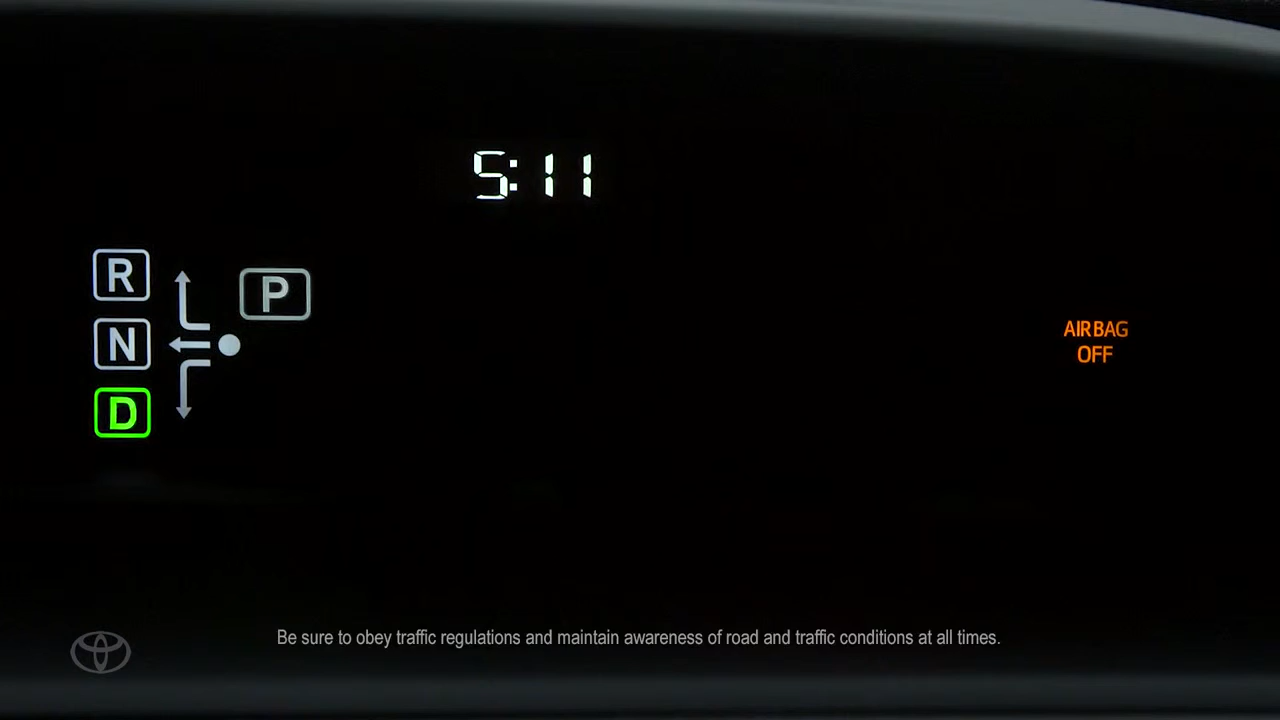 5:11
R
P
N
D
AIRBAG
OFF
Be sure to obey traffic regulations and maintain awareness of road and traffic conditions at all times.